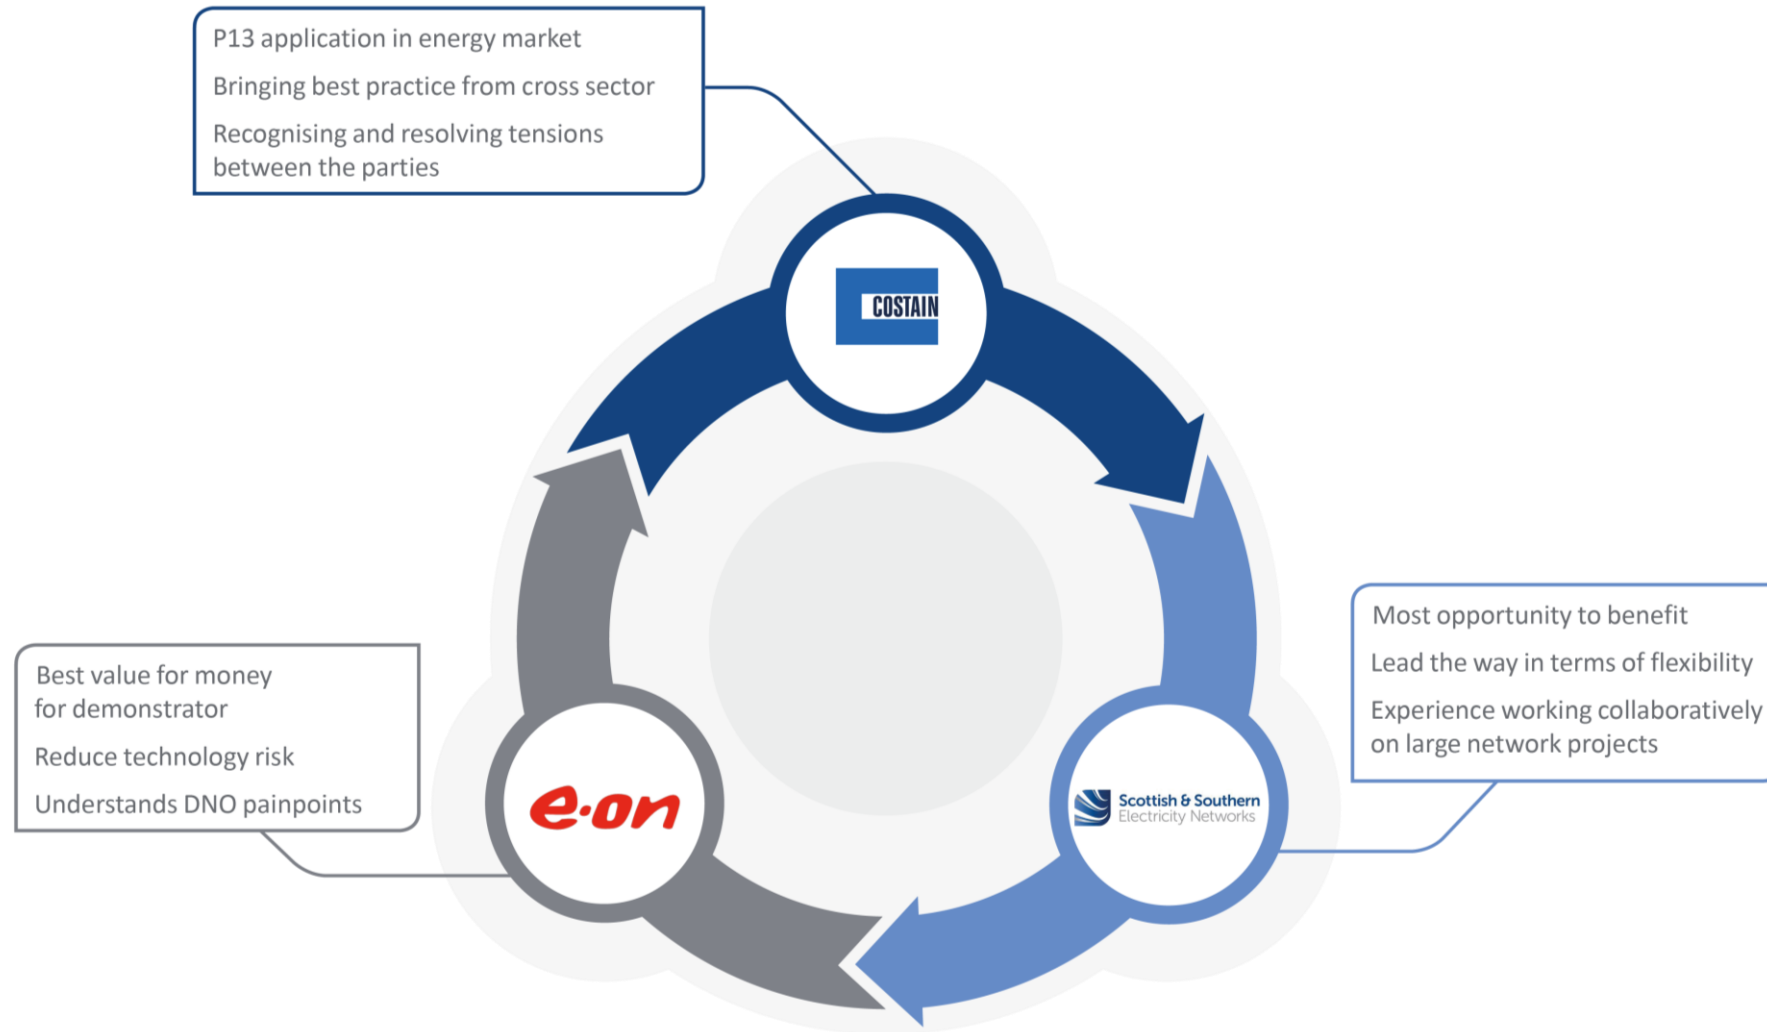 P13 application in energy market
Bringing best practice from cross sector
Recognising and resolving tensions
between the parties
COSTAIN
Most opportunity to benefit
Lead the way in terms of flexibility
Experience working collaboratively
on large network projects
Scottish & Southern
Electricity Networks
Best value for money
for demonstrator
Reduce technology risk
Understands DNO painpoints
e·on